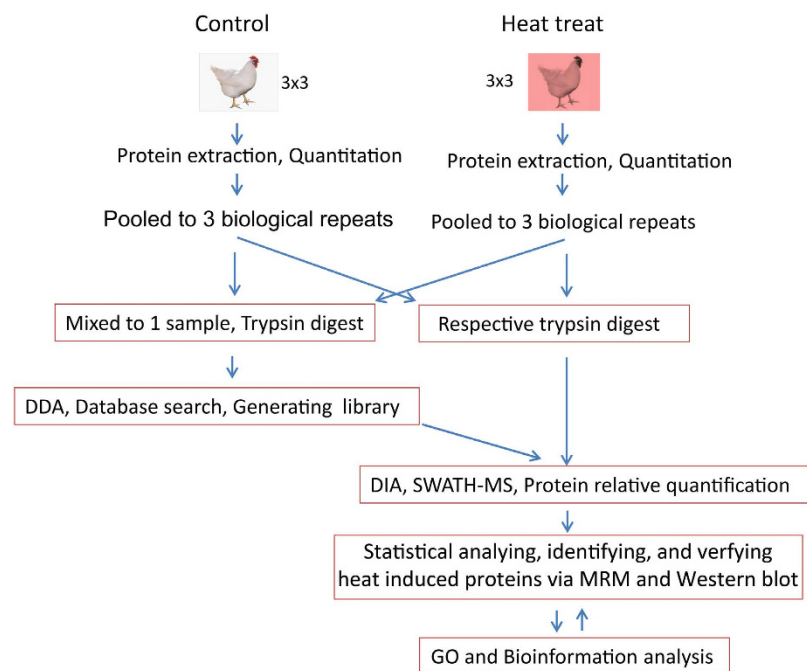 Control
Heat treat
3x3
3x3
Protein extraction, Quantitation
Protein extraction, Quantitation
Pooled to 3 biological repeats
Pooled to 3 biological repeats
Mixed to 1 sample, Trypsin digest
Respective trypsin digest
DDA, Database search, Generating library
DIA, SWATH-MS, Protein relative quantification
Statistical analying, identifying, and verfying
heat induced proteins via MRM and Western blot
GO and Bioinformation analysis